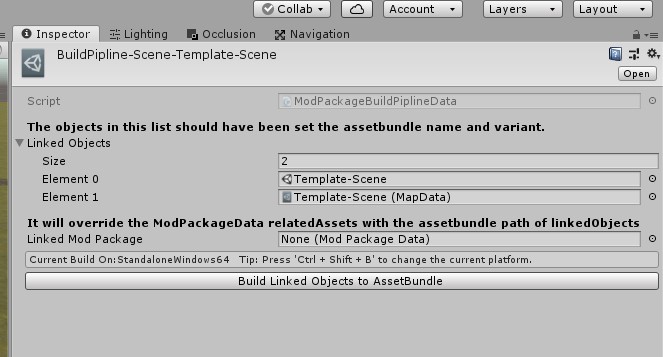 Collab
Account
Layers
Layout
Inspector
Lighting
Occlusion
Navigation
BuildPipline-Scene-Template-Scene
Open
Script
ModPackageBuildPiplineData
The objects in this list should have been set the assetbundle name and variant.
Linked Objects
Size
2
Element 0
Template-Scene
Element 1
Template-Scene (MapData)
It will override the ModPackageData relatedAssets with the assetbundle path of linkedObjects
Linked Mod Package
None (Mod Package Data)
Current Build On:StandaloneWindows64 Tip: Press 'Ctrl + Shift + B' to change the current platform.
Build Linked Objects to AssetBundle